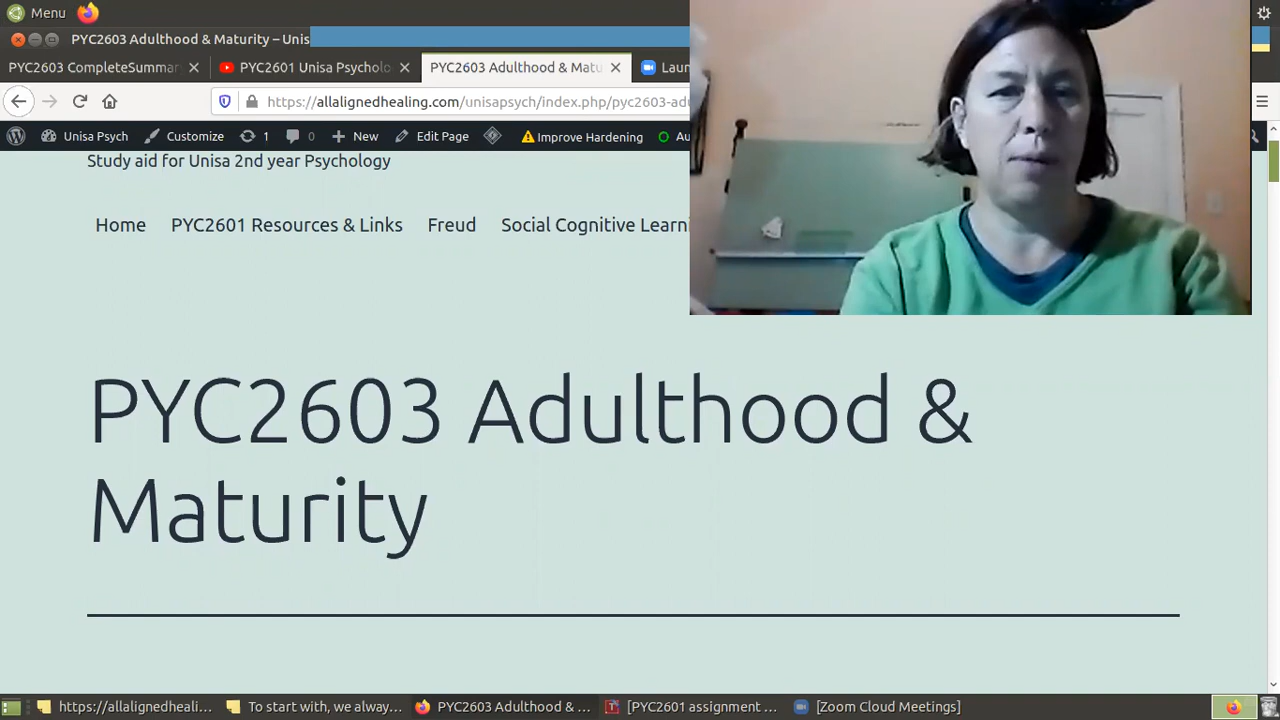 Menu
PYC2603 Adulthood & Maturity – Unis
PYC2603 CompleteSummar
PYC2601 Unisa Psycholo
PYC2603 Adulthood & Matu
Laun
https://allalignedhealing.com/unisapsych/index.php/pyc2603-adu
Unisa Psych Customize 1 0 New Edit Page Improve Hardening Au
Study aid for Unisa 2nd year Psychology
Home PYC2601 Resources & Links Freud Social Cognitive Learni
PYC2603 Adulthood &
Maturity
https://allalignedheali... To start with, we alway... PYC2603 Adulthood & ... [PYC2601 assignment ... [Zoom Cloud Meetings]